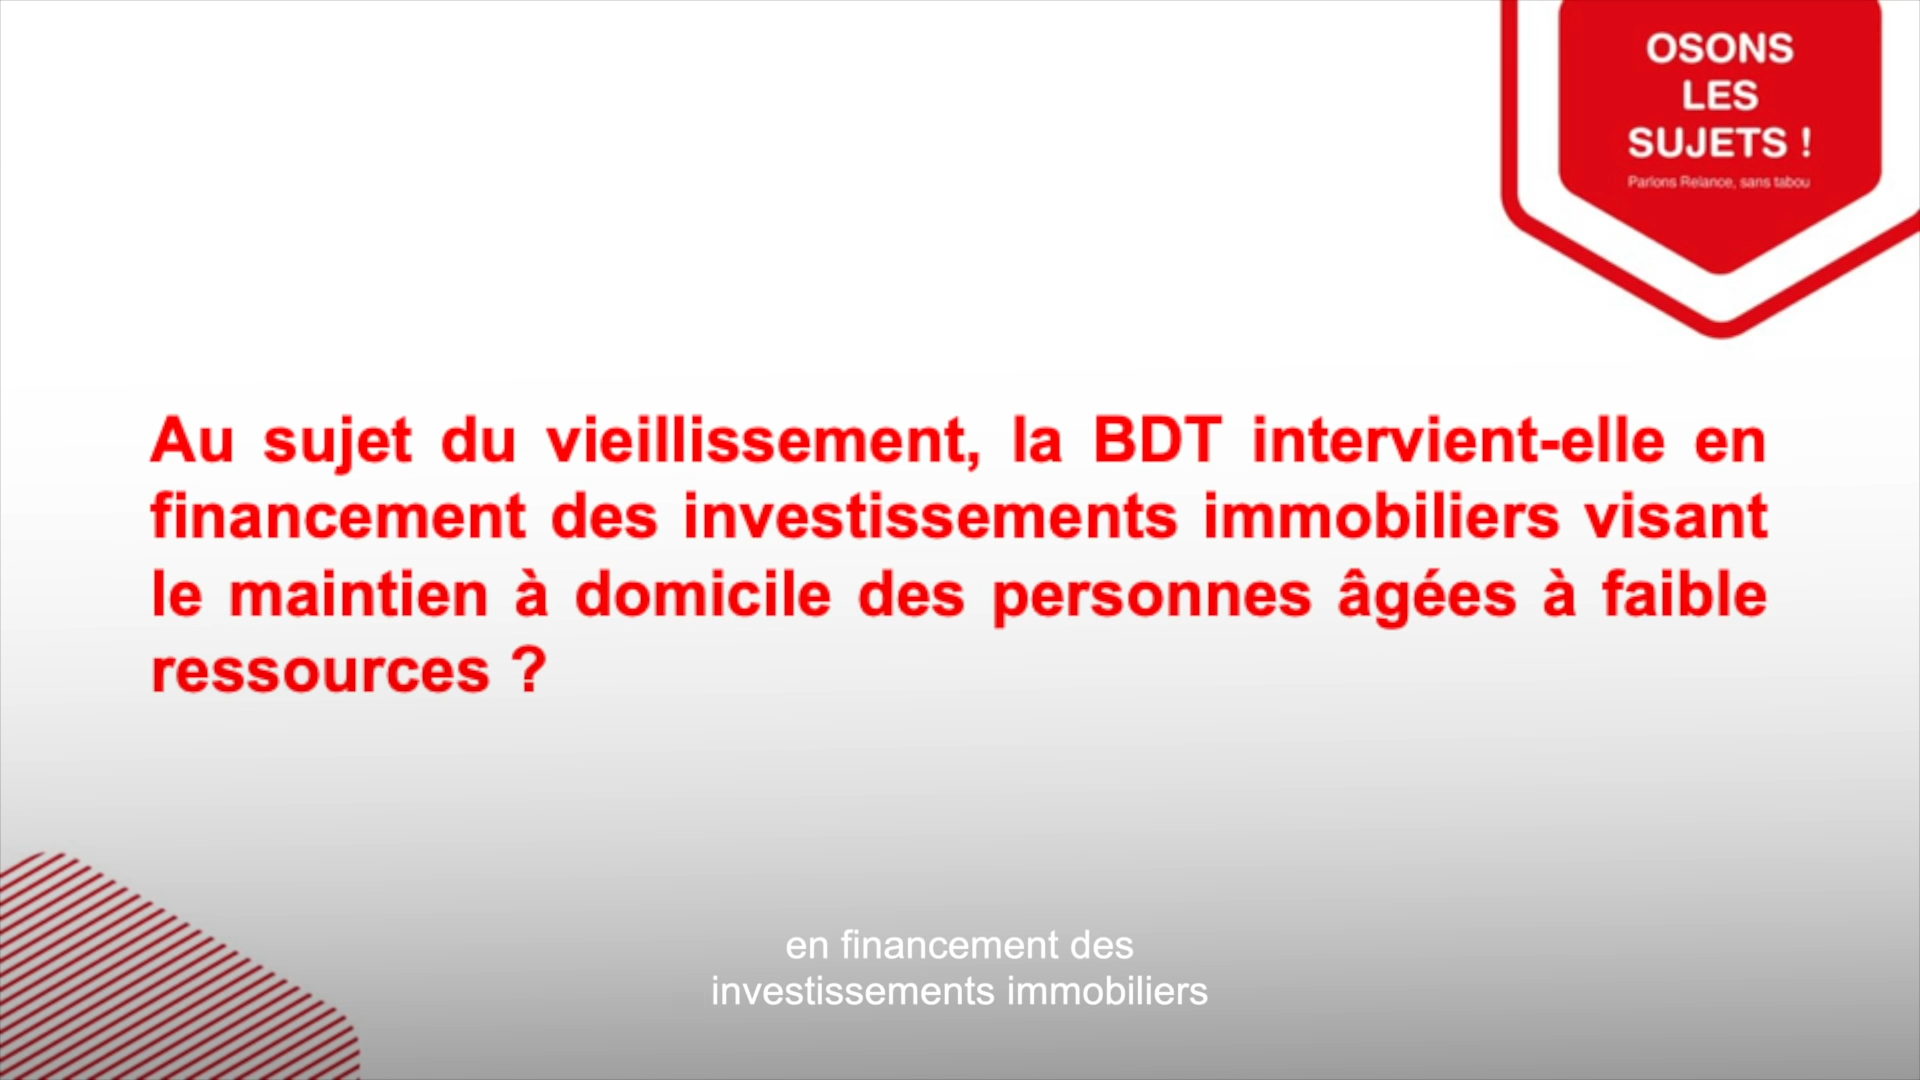 OSONS
LES
SUJETS !
Parlons Relance, sans tabou
Au sujet du vieillissement, la BDT intervient-elle en
financement des investissements immobiliers visant
le maintien à domicile des personnes âgées à faible
ressources ?
en financement des
investissements immobiliers